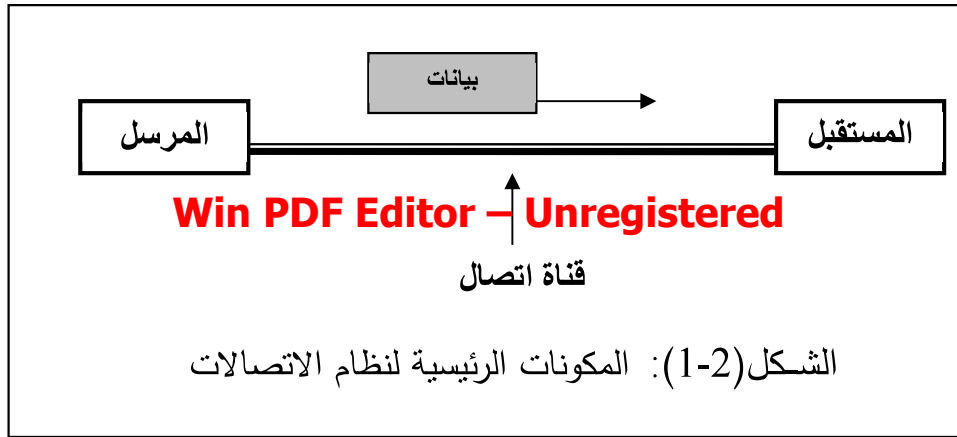 بيانات
المرسل
المستقبل
Win PDF Editor – Unregistered
قناة اتصال
الشكل(2-1): المكونات الرئيسية لنظام الاتصالات